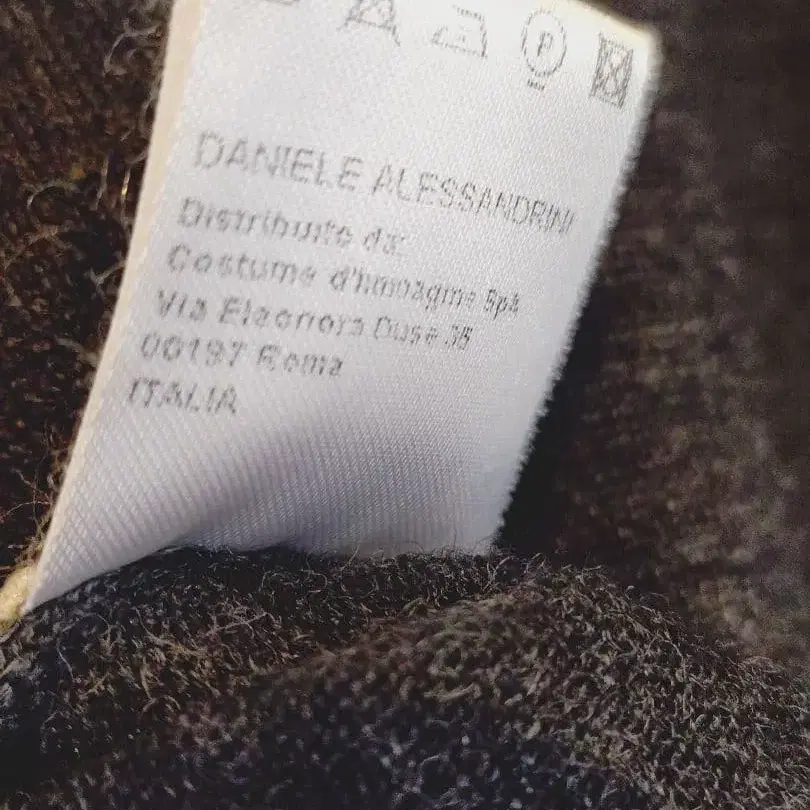 P
DANIELE ALESSANDRINI
Distribuito da:
Costume d'Immagine Spa
Via Eleonora Duse 35
00197 Roma
ITALIA